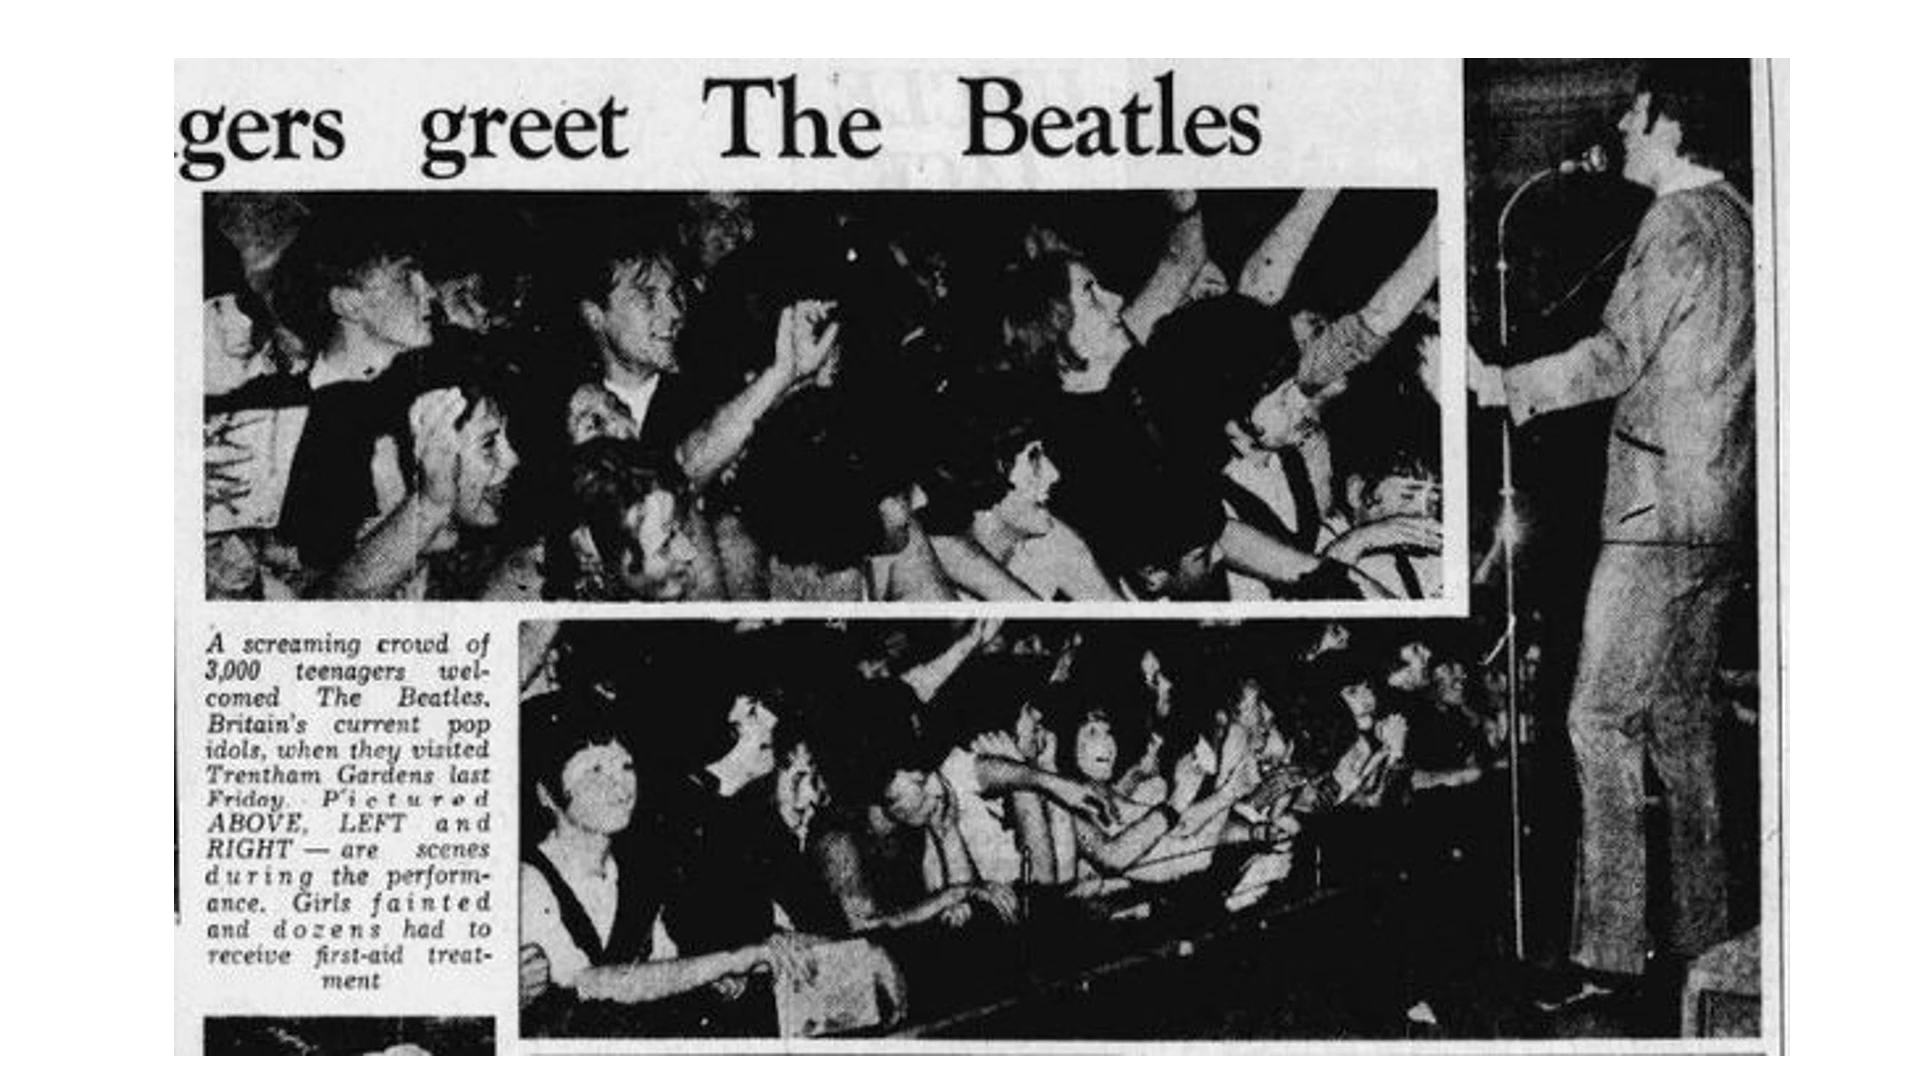 gers greet The Beatles
A screaming crowd of
3,000 teenagers wel-
comed The Beatles,
Britain's current pop
idols, when they visited
Trentham Gardens last
Friday. Pictured
ABOVE, LEFT and
RIGHT — are scenes
during the perform-
ance. Girls fainted
and dozens had to
receive first-aid treat-
ment